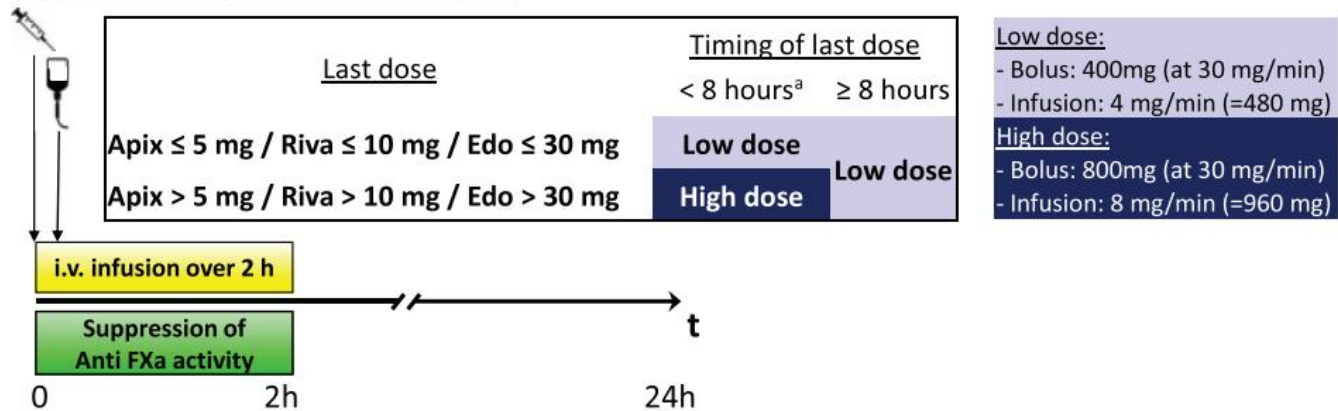 Last dose
Timing of last dose
< 8 hoursᵃ ≥ 8 hours
Apix ≤ 5 mg / Riva ≤ 10 mg / Edo ≤ 30 mg Low dose
Low dose
Apix > 5 mg / Riva > 10 mg / Edo > 30 mg High dose
Low dose:
- Bolus: 400mg (at 30 mg/min)
- Infusion: 4 mg/min (=480 mg)
High dose:
- Bolus: 800mg (at 30 mg/min)
- Infusion: 8 mg/min (=960 mg)
i.v. infusion over 2 h
t
Suppression of
Anti FXa activity
0 2h 24h